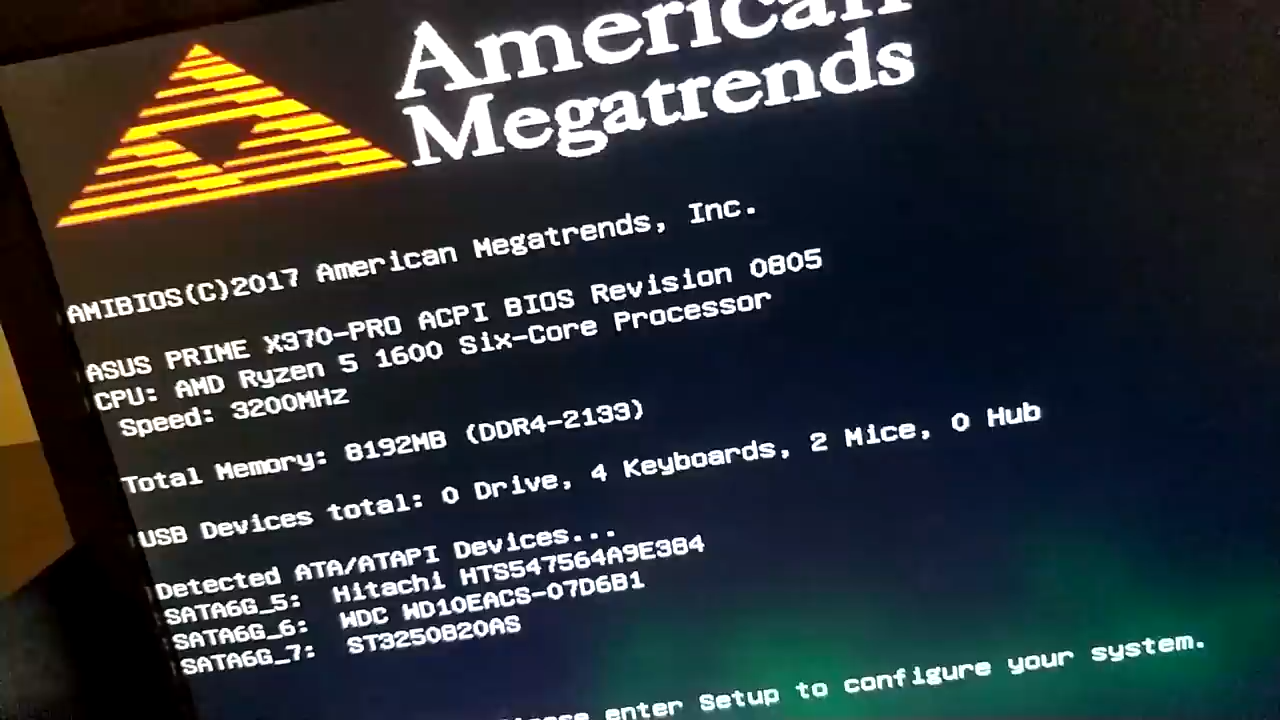 American
Megatrends
AMIBIOS(C)2017 American Megatrends, Inc.
ASUS PRIME X370-PRO ACPI BIOS Revision 0805
CPU: AMD Ryzen 5 1600 Six-Core Processor
Speed: 3200MHz
Total Memory: 8192MB (DDR4-2133)
USB Devices total: 0 Drive, 4 Keyboards, 2 Mice, 0 Hub
Detected ATA/ATAPI Devices...
SATA6G_5: Hitachi HTS547564A9E384
SATA6G_6: WDC WD10EACS-07D6B1
SATA6G_7: ST3250820AS
enter Setup to configure your system.